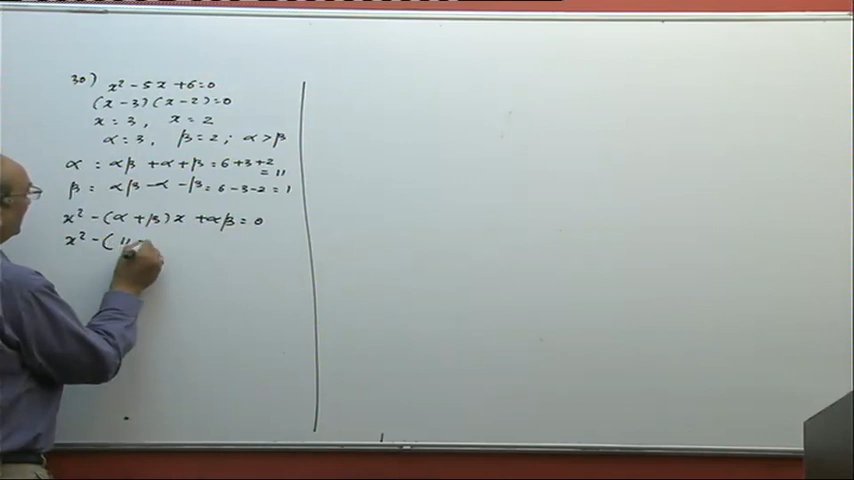 30) x² - 5x + 6 = 0
(x - 3)(x - 2) = 0
x = 3, x = 2
α = 3, β = 2; α > β
α = αβ + α + β = 6 + 3 + 2
= 11
β = αβ - α - β = 6 - 3 - 2 = 1
x² - (α + β)x + αβ = 0
x² - (11